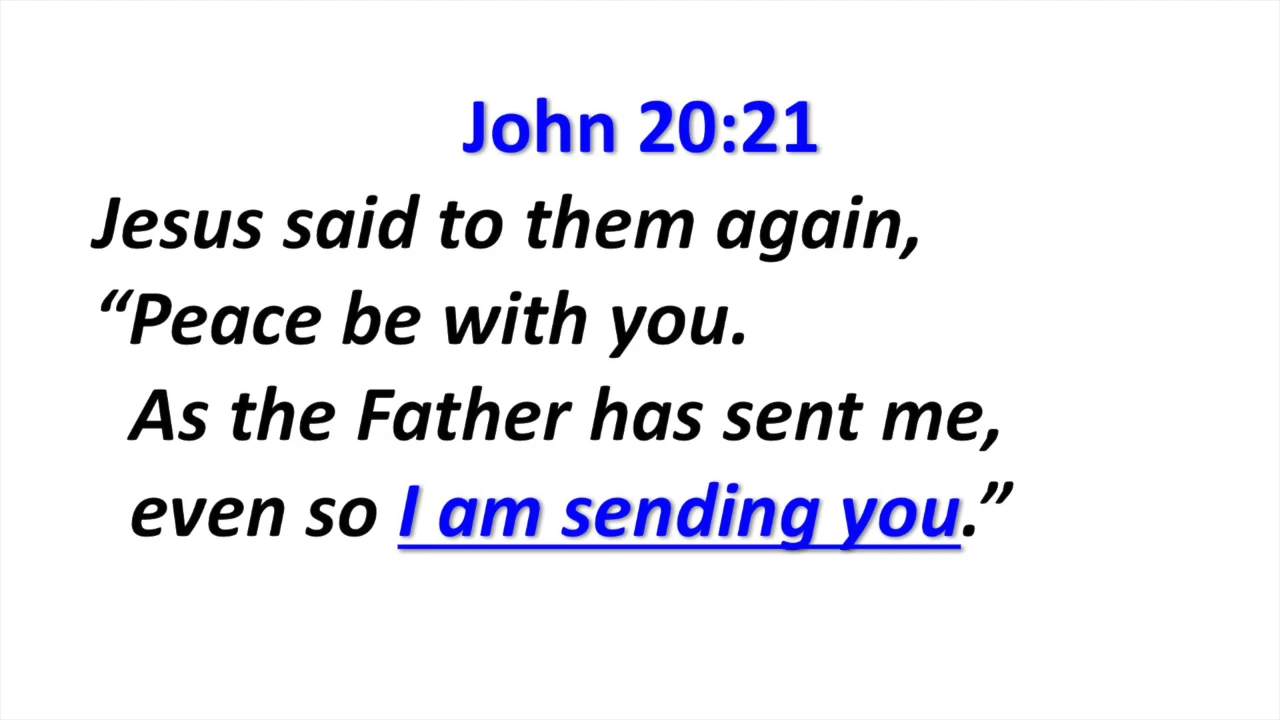 John 20:21
Jesus said to them again,
“Peace be with you.
As the Father has sent me,
even so I am sending you.”